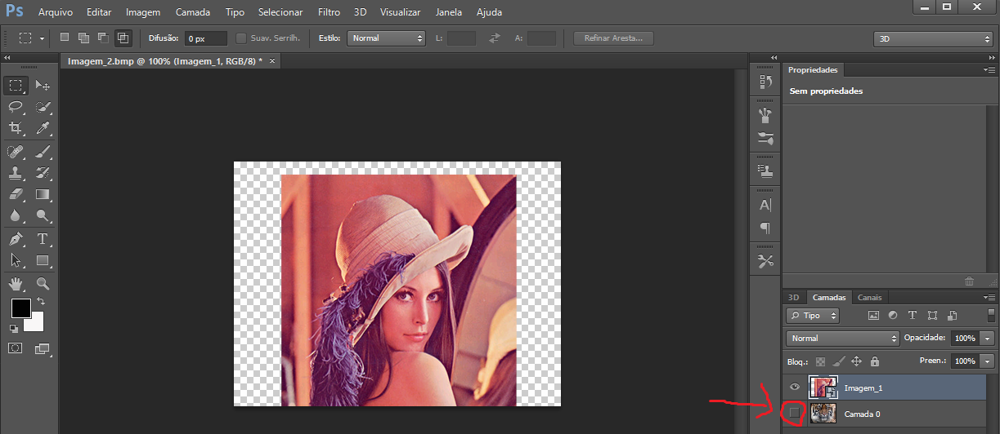 Ps Arquivo Editar Imagem Camada Tipo Selecionar Filtro 3D Visualizar Janela Ajuda
Difusão: 0 px Suav. Serrilh. Estilo: Normal L: A: Refinar Aresta... 3D
Imagem_2.bmp @ 100% (Imagem_1, RGB/8) * ×
Propriedades
Sem propriedades
3D Camadas Canais
Tipo
Normal Opacidade: 100%
Bloq.: Preen.: 100%
Imagem_1
Camada 0